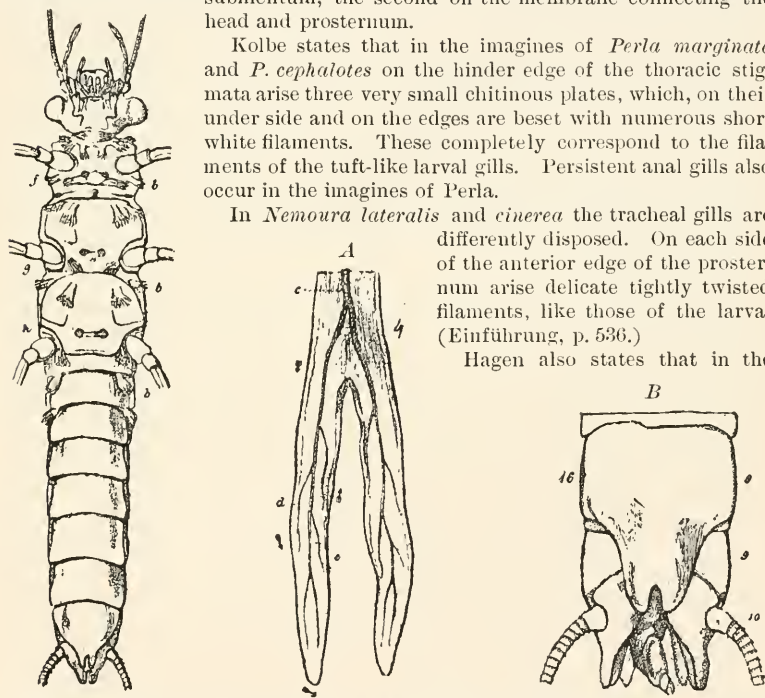 submentum, the second on the membrane connecting the
head and prosternum.
Kolbe states that in the imagines of Perla marginata
and P. cephalotes on the hinder edge of the thoracic stig
mata arise three very small chitinous plates, which, on thei
under side and on the edges are beset with numerous shor
white filaments. These completely correspond to the fila
ments of the tuft-like larval gills. Persistent anal gills also
occur in the imagines of Perla.
In Nemoura lateralis and cinerea the tracheal gills are
differently disposed. On each side
of the anterior edge of the proster
num arise delicate tightly twisted
filaments, like those of the larva
(Einführung, p. 536.)
Hagen also states that in the
A
B
f
b
g
b
h
b
c
d
b
16
8
9
10